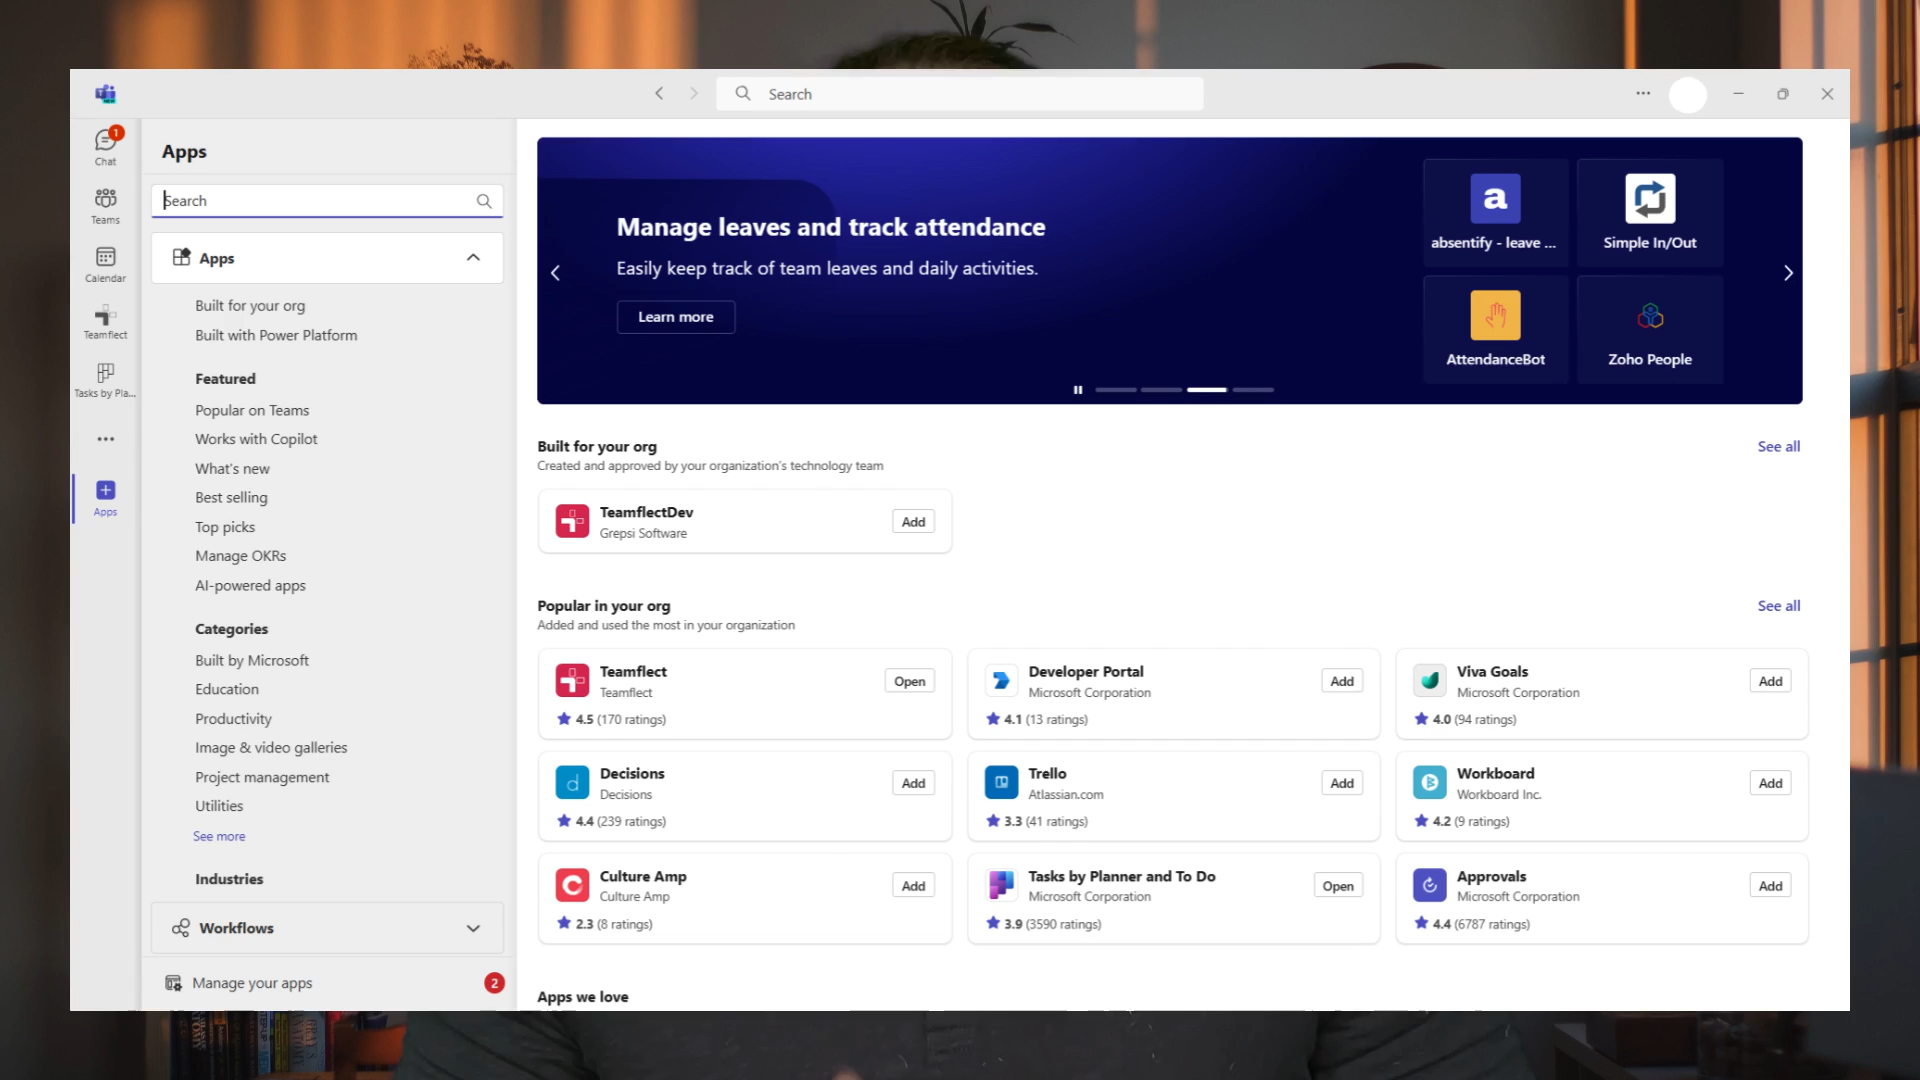 Search
1
Chat
Teams
Calendar
Teamflect
Tasks by Pla...
Apps
Apps
Search
Apps
Built for your org
Built with Power Platform
Featured
Popular on Teams
Works with Copilot
What's new
Best selling
Top picks
Manage OKRs
AI-powered apps
Categories
Built by Microsoft
Education
Productivity
Image & video galleries
Project management
Utilities
See more
Industries
Workflows
Manage your apps
2
Manage leaves and track attendance
Easily keep track of team leaves and daily activities.
Learn more
a
absentify - leave ...
Simple In/Out
AttendanceBot
Zoho People
Built for your org
See all
Created and approved by your organization's technology team
TeamflectDev
Grepsi Software
Add
Popular in your org
See all
Added and used the most in your organization
Teamflect
Teamflect
Open
4.5 (170 ratings)
Developer Portal
Microsoft Corporation
Add
4.1 (13 ratings)
Viva Goals
Microsoft Corporation
Add
4.0 (94 ratings)
Decisions
Decisions
Add
4.4 (239 ratings)
Trello
Atlassian.com
Add
3.3 (41 ratings)
Workboard
Workboard Inc.
Add
4.2 (9 ratings)
Culture Amp
Culture Amp
Add
2.3 (8 ratings)
Tasks by Planner and To Do
Microsoft Corporation
Open
3.9 (3590 ratings)
Approvals
Microsoft Corporation
Add
4.4 (6787 ratings)
Apps we love